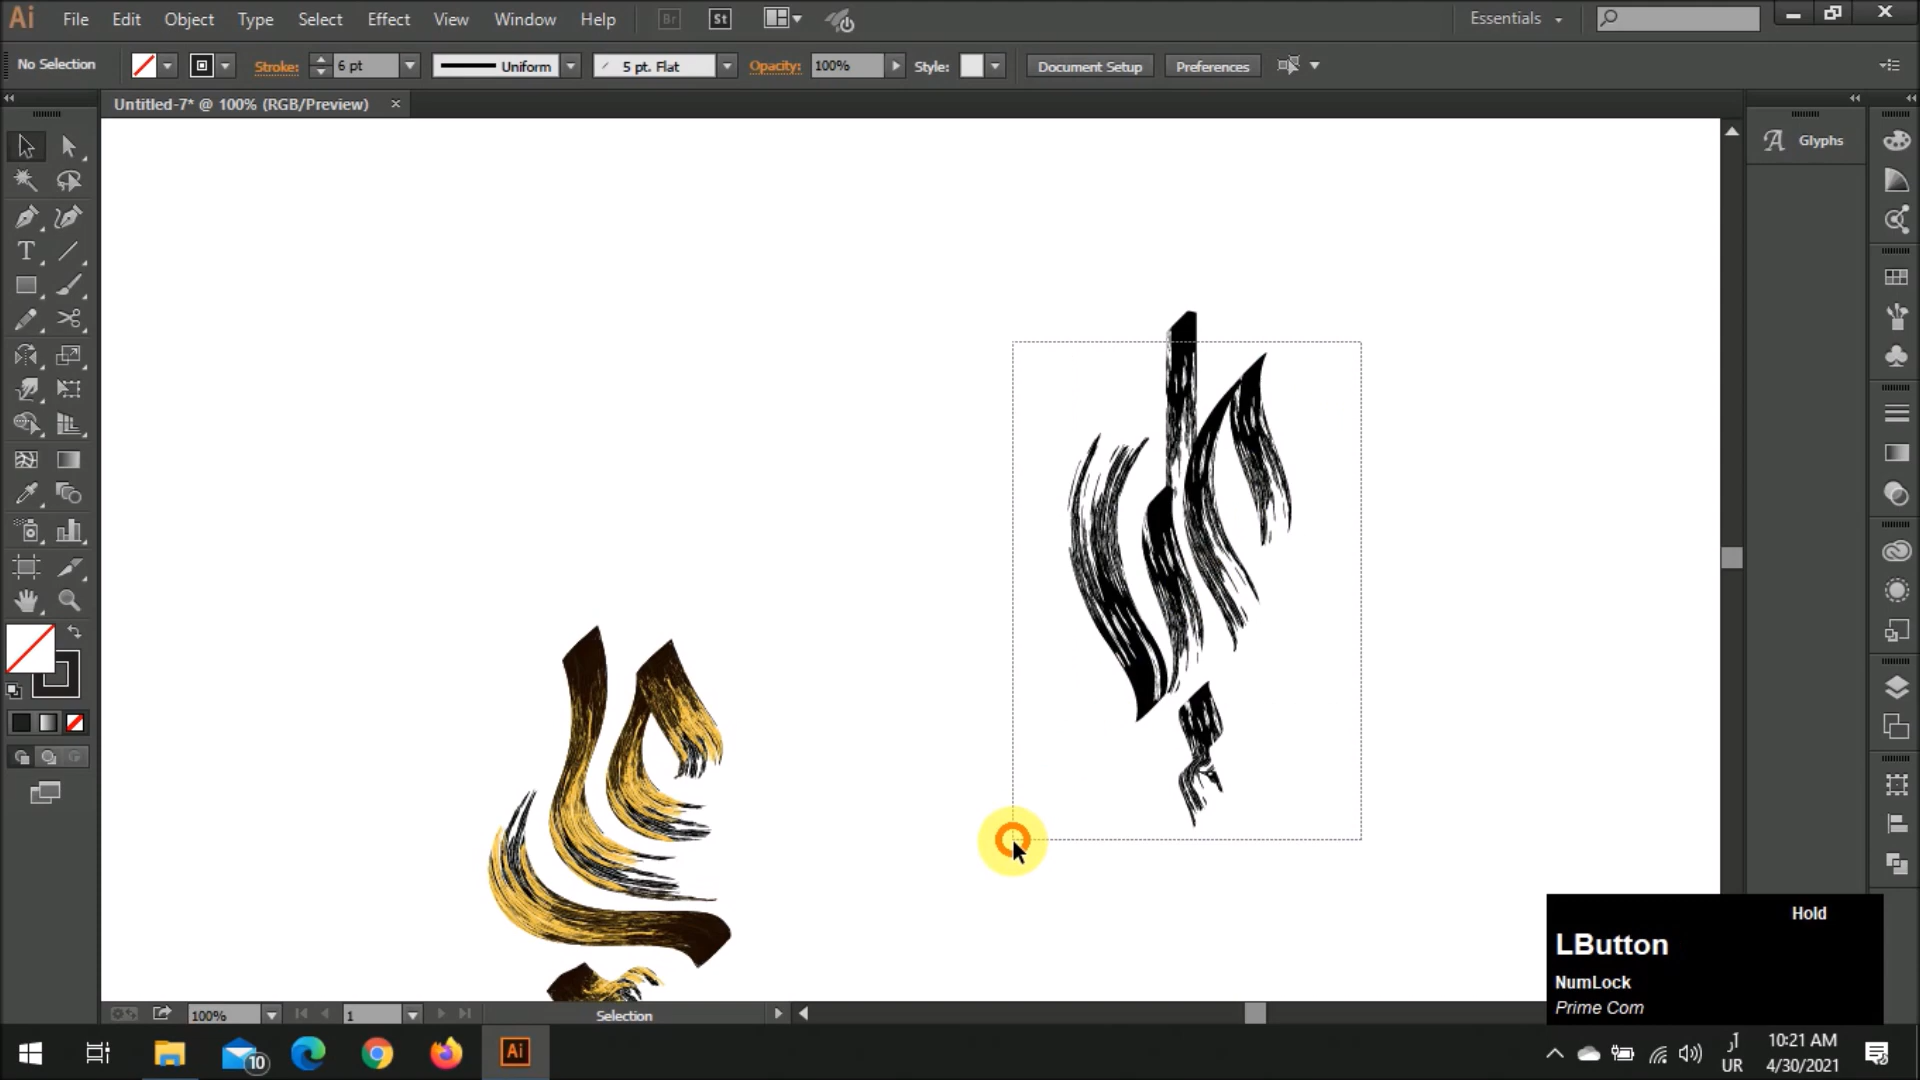 Ai File Edit Object Type Select Effect View Window Help Br St Essentials
No Selection Stroke: 6 pt Uniform 5 pt. Flat Opacity: 100% Style: Document Setup Preferences
Untitled-7* @ 100% (RGB/Preview) ×
Glyphs
Hold
LButton
NumLock
Prime Com
100% 1 Selection
10 Ai UR 10:21 AM
4/30/2021